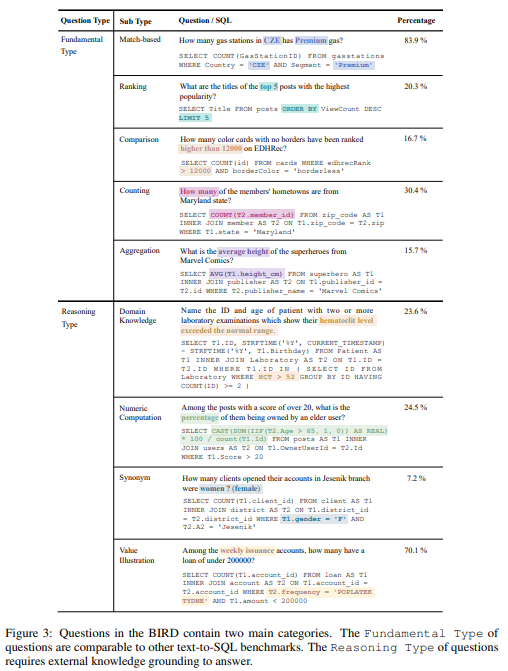 Question Type Sub Type Question / SQL Percentage
Fundamental Type Match-based How many gas stations in CZE has Premium gas? 83.9 %
SELECT COUNT(GasStationID) FROM gasstations
WHERE Country = 'CZE' AND Segment = 'Premium'
Ranking What are the titles of the top 5 posts with the highest popularity? 20.3 %
SELECT Title FROM posts ORDER BY ViewCount DESC
LIMIT 5
Comparison How many color cards with no borders have been ranked higher than 12000 on EDHRec? 16.7 %
SELECT COUNT(id) FROM cards WHERE edhrecRank
> 12000 AND borderColor = 'borderless'
Counting How many of the members' hometowns are from Maryland state? 30.4 %
SELECT COUNT(T2.member_id) FROM zip_code AS T1
INNER JOIN member AS T2 ON T1.zip_code = T2.zip
WHERE T1.state = 'Maryland'
Aggregation What is the average height of the superheroes from Marvel Comics? 15.7 %
SELECT AVG(T1.height_cm) FROM superhero AS T1
INNER JOIN publisher AS T2 ON T1.publisher_id =
T2.id WHERE T2.publisher_name = 'Marvel Comics'
Reasoning Type Domain Knowledge Name the ID and age of patient with two or more laboratory examinations which show their hematoclit level exceeded the normal range. 23.6 %
SELECT T1.ID, STRFTIME('%Y', CURRENT_TIMESTAMP)
- STRFTIME('%Y', T1.Birthday) FROM Patient AS
T1 INNER JOIN Laboratory AS T2 ON T1.ID =
T2.ID WHERE T1.ID IN ( SELECT ID FROM
Laboratory WHERE HCT > 52 GROUP BY ID HAVING
COUNT(ID) >= 2 )
Numeric Computation Among the posts with a score of over 20, what is the percentage of them being owned by an elder user? 24.5 %
SELECT CAST(SUM(IIF(T2.Age > 65, 1, 0)) AS REAL)
* 100 / count(T1.Id) FROM posts AS T1 INNER
JOIN users AS T2 ON T1.OwnerUserId = T2.Id
WHERE T1.Score > 20
Synonym How many clients opened their accounts in Jesenik branch were women ? (female) 7.2 %
SELECT COUNT(T1.client_id) FROM client AS T1
INNER JOIN district AS T2 ON T1.district_id
= T2.district_id WHERE T1.gender = 'F' AND
T2.A2 = 'Jesenik'
Value Illustration Among the weekly issuance accounts, how many have a loan of under 200000? 70.1 %
SELECT COUNT(T1.account_id) FROM loan AS T1
INNER JOIN account AS T2 ON T1.account_id =
T2.account_id WHERE T2.frequency = 'POPLATEK
TYDNE' AND T1.amount < 200000
Figure 3: Questions in the BIRD contain two main categories. The Fundamental Type of
questions are comparable to other text-to-SQL benchmarks. The Reasoning Type of questions
requires external knowledge grounding to answer.